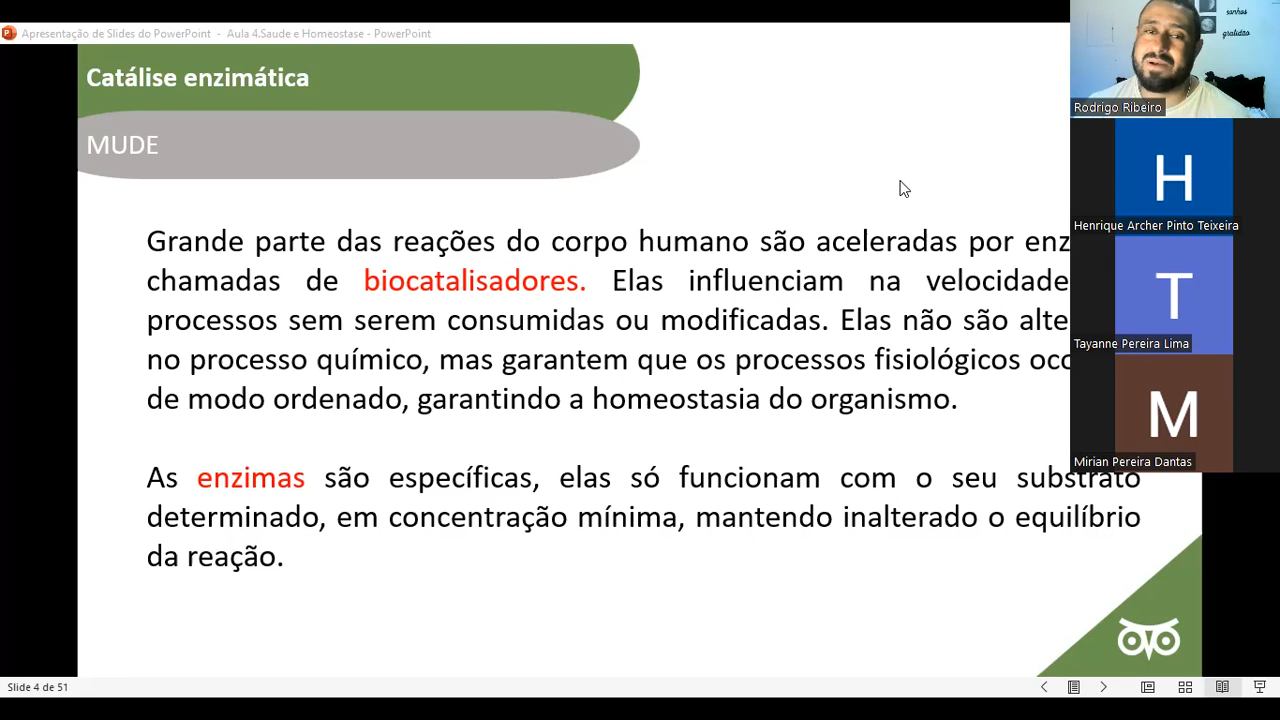 Apresentação de Slides do PowerPoint - Aula 4.Saude e Homeostase - PowerPoint
sonhos
gratidão
Catálise enzimática
Rodrigo Ribeiro
MUDE
H
Henrique Archer Pinto Teixeira
Grande parte das reações do corpo humano são aceleradas por
chamadas de biocatalisadores. Elas influenciam na velocidade
processos sem serem consumidas ou modificadas. Elas não são
no processo químico, mas garantem que os processos fisiológicos
de modo ordenado, garantindo a homeostasia do organismo.
T
Tayanne Pereira Lima
M
Mirian Pereira Dantas
As enzimas são específicas, elas só funcionam com o seu substrato
determinado, em concentração mínima, mantendo inalterado o equilíbrio
da reação.
Slide 4 de 51